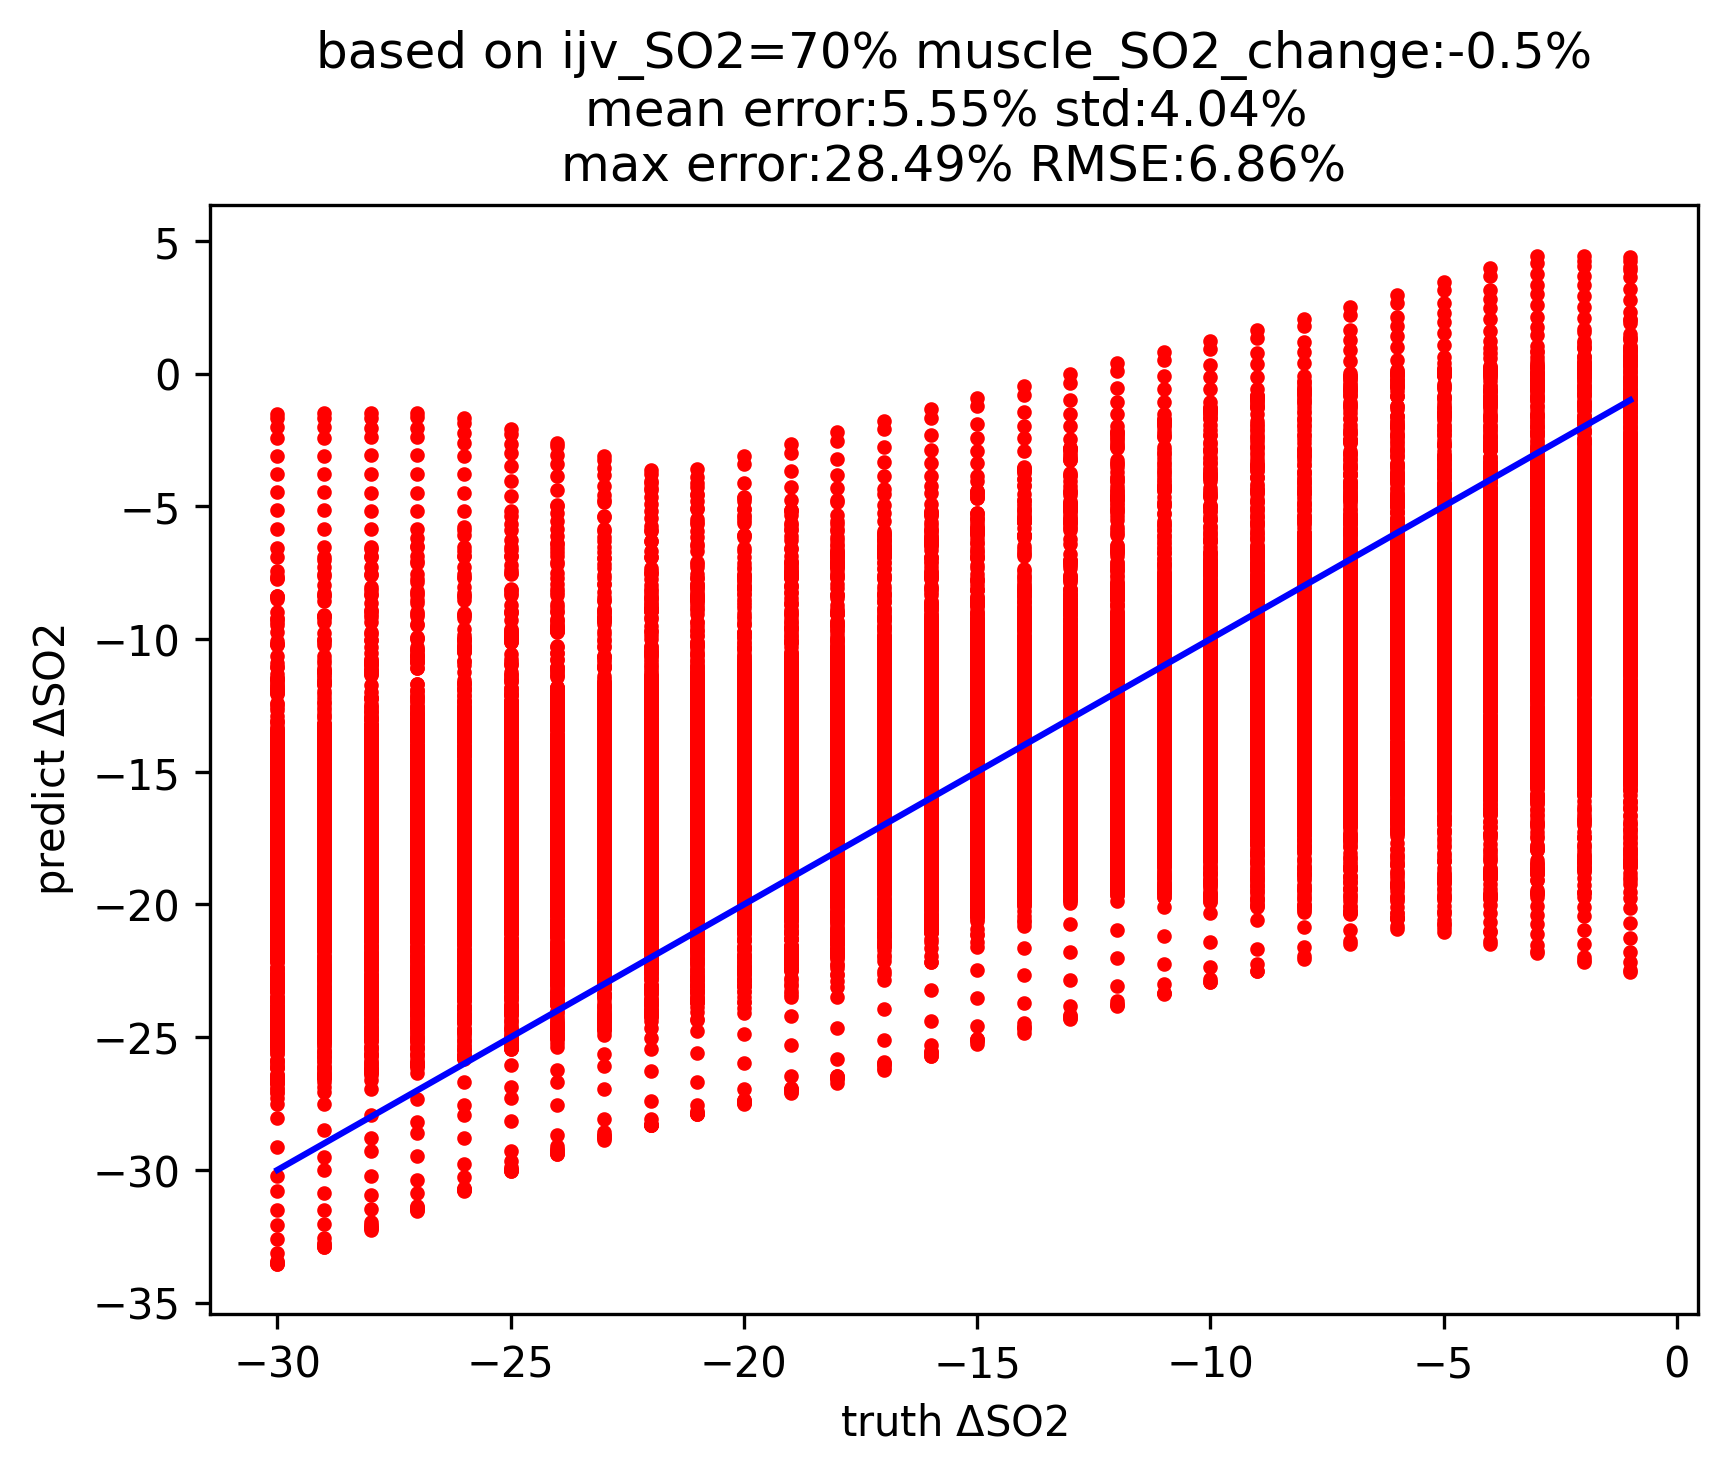 based on ijv_SO2=70% muscle_SO2_change:-0.5%
mean error:5.55% std:4.04%
max error:28.49% RMSE:6.86%
5
0
−5
−10
−15
−20
−25
−30
−35
predict ΔSO2
−30 −25 −20 −15 −10 −5 0
truth ΔSO2